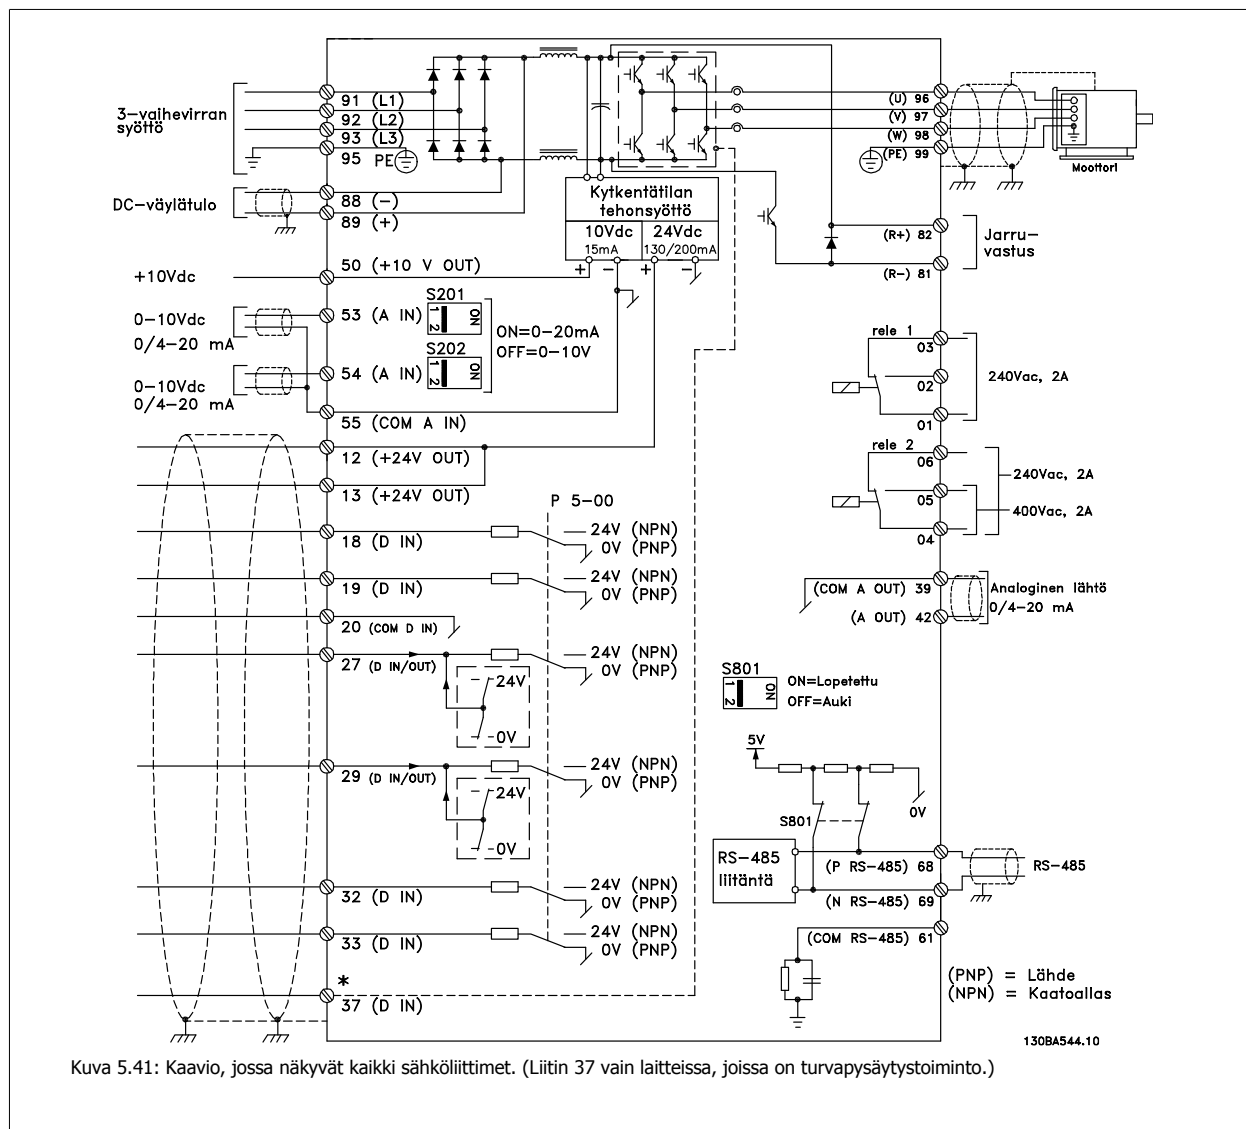 3-vaihevirran
syöttö
91 (L1)
92 (L2)
93 (L3)
95 PE
DC-väylätulo
88 (-)
89 (+)
+10Vdc
50 (+10 V OUT)
0-10Vdc
0/4-20 mA
53 (A IN)
S201
ON
1 2
S202
ON
1 2
ON=0-20mA
OFF=0-10V
0-10Vdc
0/4-20 mA
54 (A IN)
55 (COM A IN)
12 (+24V OUT)
13 (+24V OUT)
Kytkentätilan
tehonsyöttö
10Vdc
15mA
24Vdc
130/200mA
+ - + -
(U) 96
(V) 97
(W) 98
(PE) 99
Moottori
(R+) 82
(R-) 81
Jarru-
vastus
rele 1
03
02
01
240Vac, 2A
rele 2
06
05
04
240Vac, 2A
400Vac, 2A
P 5-00
18 (D IN)
24V (NPN)
0V (PNP)
19 (D IN)
24V (NPN)
0V (PNP)
20 (COM D IN)
27 (D IN/OUT)
24V (NPN)
0V (PNP)
24V
0V
29 (D IN/OUT)
24V (NPN)
0V (PNP)
24V
0V
32 (D IN)
24V (NPN)
0V (PNP)
33 (D IN)
24V (NPN)
0V (PNP)
*
37 (D IN)
(COM A OUT) 39
(A OUT) 42
Analoginen lähtö
0/4-20 mA
S801
ON
1 2
ON=Lopetettu
OFF=Auki
5V
S801
0V
RS-485
liitäntä
(P RS-485) 68
(N RS-485) 69
(COM RS-485) 61
RS-485
(PNP) = Lähde
(NPN) = Kaatoallas
130BA544.10
Kuva 5.41: Kaavio, jossa näkyvät kaikki sähköliittimet. (Liitin 37 vain laitteissa, joissa on turvapysäytystoiminto.)